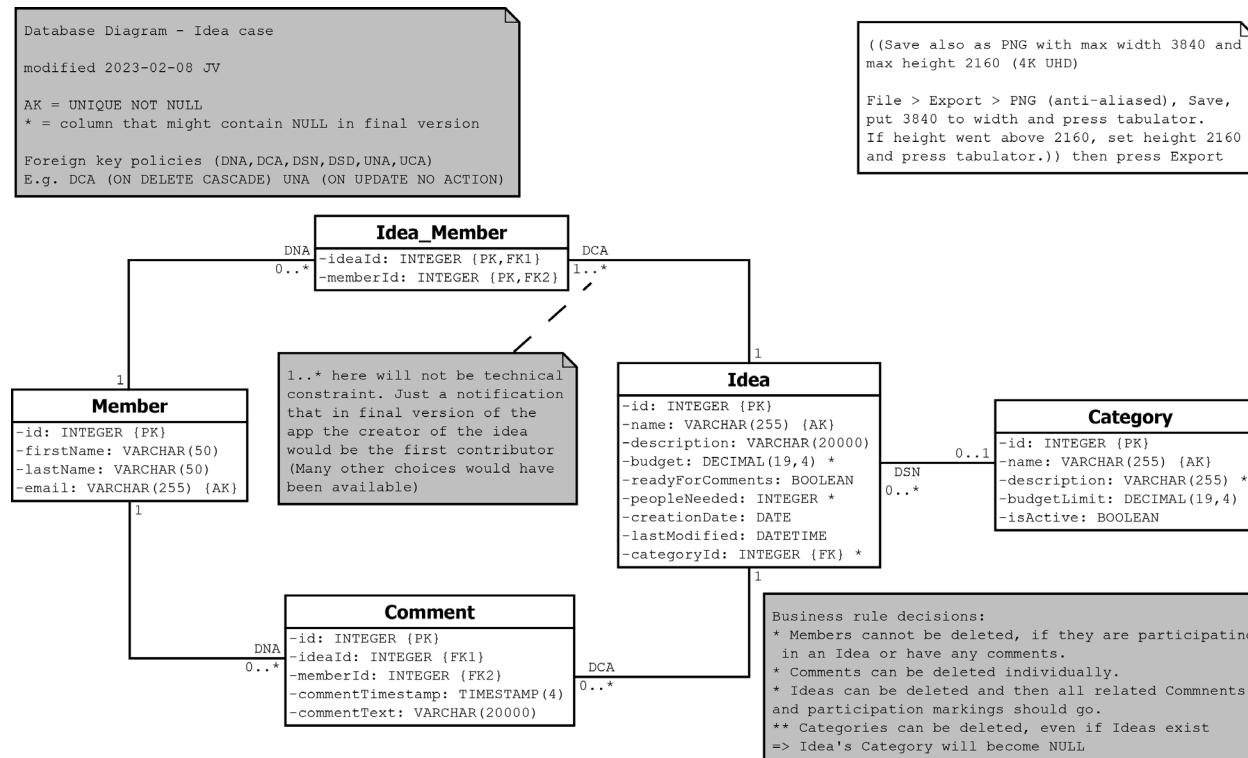 Database Diagram - Idea case
modified 2023-02-08 JV
AK = UNIQUE NOT NULL
* = column that might contain NULL in final version
Foreign key policies (DNA,DCA,DSN,DSD,UNA,UCA)
E.g. DCA (ON DELETE CASCADE) UNA (ON UPDATE NO ACTION)
((Save also as PNG with max width 3840 and
max height 2160 (4K UHD)
File > Export > PNG (anti-aliased), Save,
put 3840 to width and press tabulator.
If height went above 2160, set height 2160
and press tabulator.)) then press Export
Idea_Member
-ideaId: INTEGER {PK,FK1}
-memberId: INTEGER {PK,FK2}
DNA
0..*
DCA
1..*
1
1
1..* here will not be technical
constraint. Just a notification
that in final version of the
app the creator of the idea
would be the first contributor
(Many other choices would have
been available)
Member
-id: INTEGER {PK}
-firstName: VARCHAR(50)
-lastName: VARCHAR(50)
-email: VARCHAR(255) {AK}
1
Idea
-id: INTEGER {PK}
-name: VARCHAR(255) {AK}
-description: VARCHAR(20000)
-budget: DECIMAL(19,4) *
-readyForComments: BOOLEAN
-peopleNeeded: INTEGER *
-creationDate: DATE
-lastModified: DATETIME
-categoryId: INTEGER {FK} *
1
DSN
0..*
0..1
Category
-id: INTEGER {PK}
-name: VARCHAR(255) {AK}
-description: VARCHAR(255) *
-budgetLimit: DECIMAL(19,4)
-isActive: BOOLEAN
Comment
-id: INTEGER {PK}
-ideaId: INTEGER {FK1}
-memberId: INTEGER {FK2}
-commentTimestamp: TIMESTAMP(4)
-commentText: VARCHAR(20000)
DNA
0..*
DCA
0..*
Business rule decisions:
* Members cannot be deleted, if they are participating
in an Idea or have any comments.
* Comments can be deleted individually.
* Ideas can be deleted and then all related Commnents
and participation markings should go.
** Categories can be deleted, even if Ideas exist
=> Idea's Category will become NULL